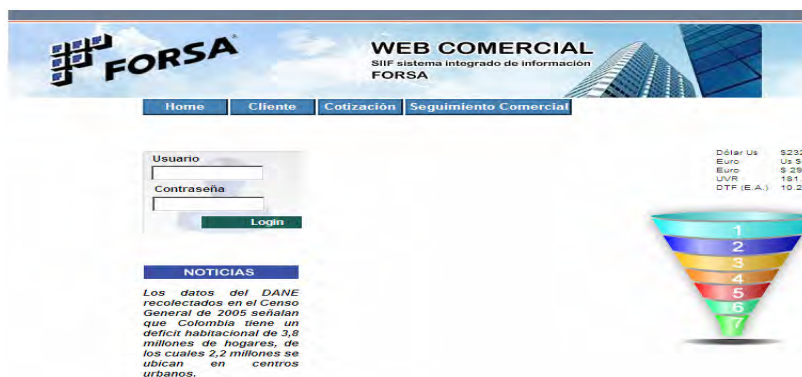 FORSA
WEB COMERCIAL
SIIF sistema integrado de información
FORSA
Home Cliente Cotización Seguimiento Comercial
Usuario
Contraseña
Login
Dólar Us
Euro Us
Euro
UVR
DTF (E.A.)
1
2
3
4
5
6
7
NOTICIAS
Los datos del DANE
recolectados en el Censo
General de 2005 señalan
que Colombia tiene un
deficit habitacional de 3,8
millones de hogares, de
los cuales 2,2 millones se
ubican en centros
urbanos.